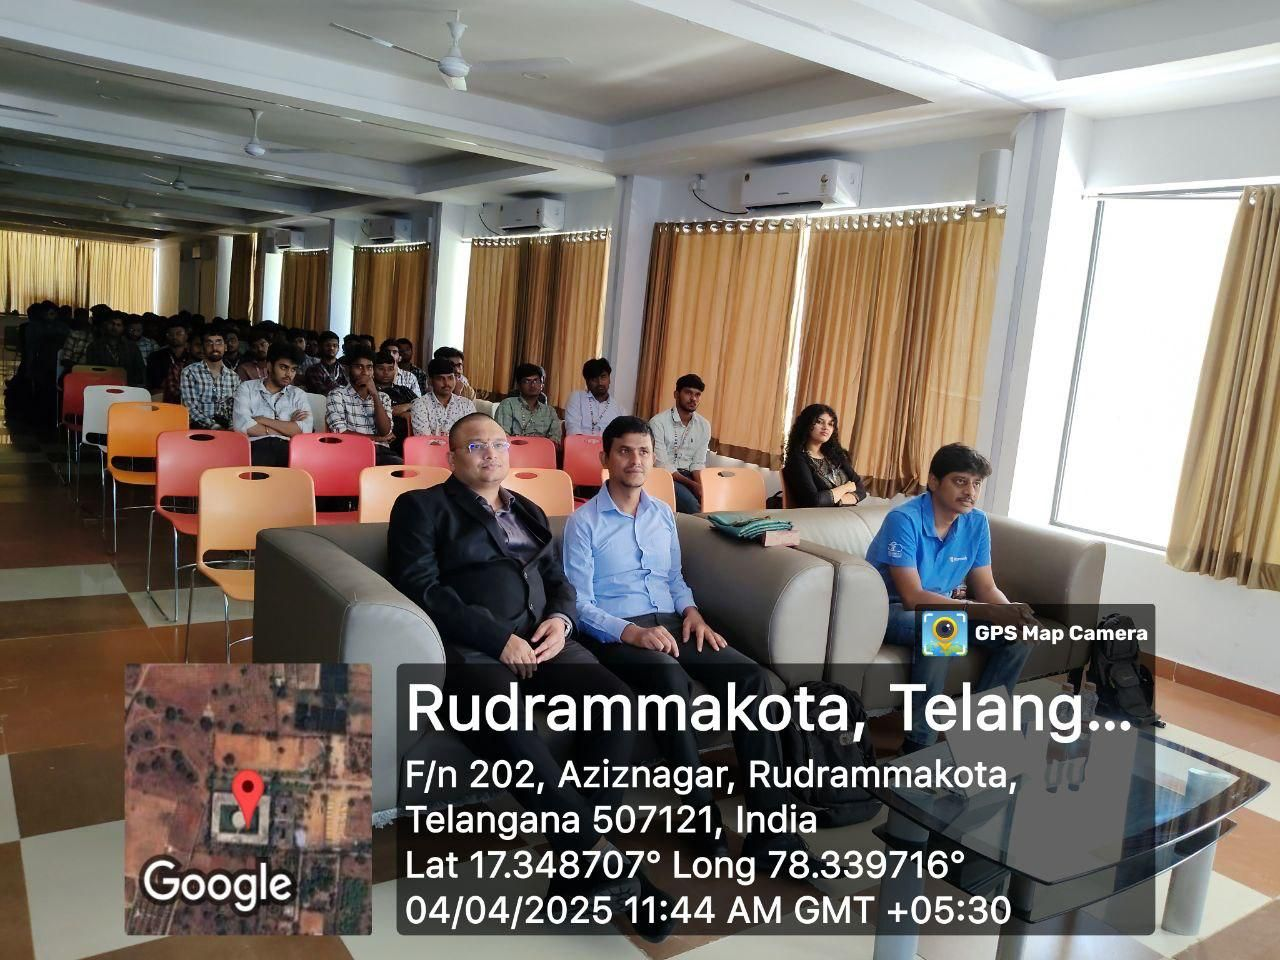 GPS Map Camera
Rudrammakota, Telang...
F/n 202, Aziznagar, Rudrammakota,
Telangana 507121, India
Lat 17.348707° Long 78.339716°
04/04/2025 11:44 AM GMT +05:30
Google